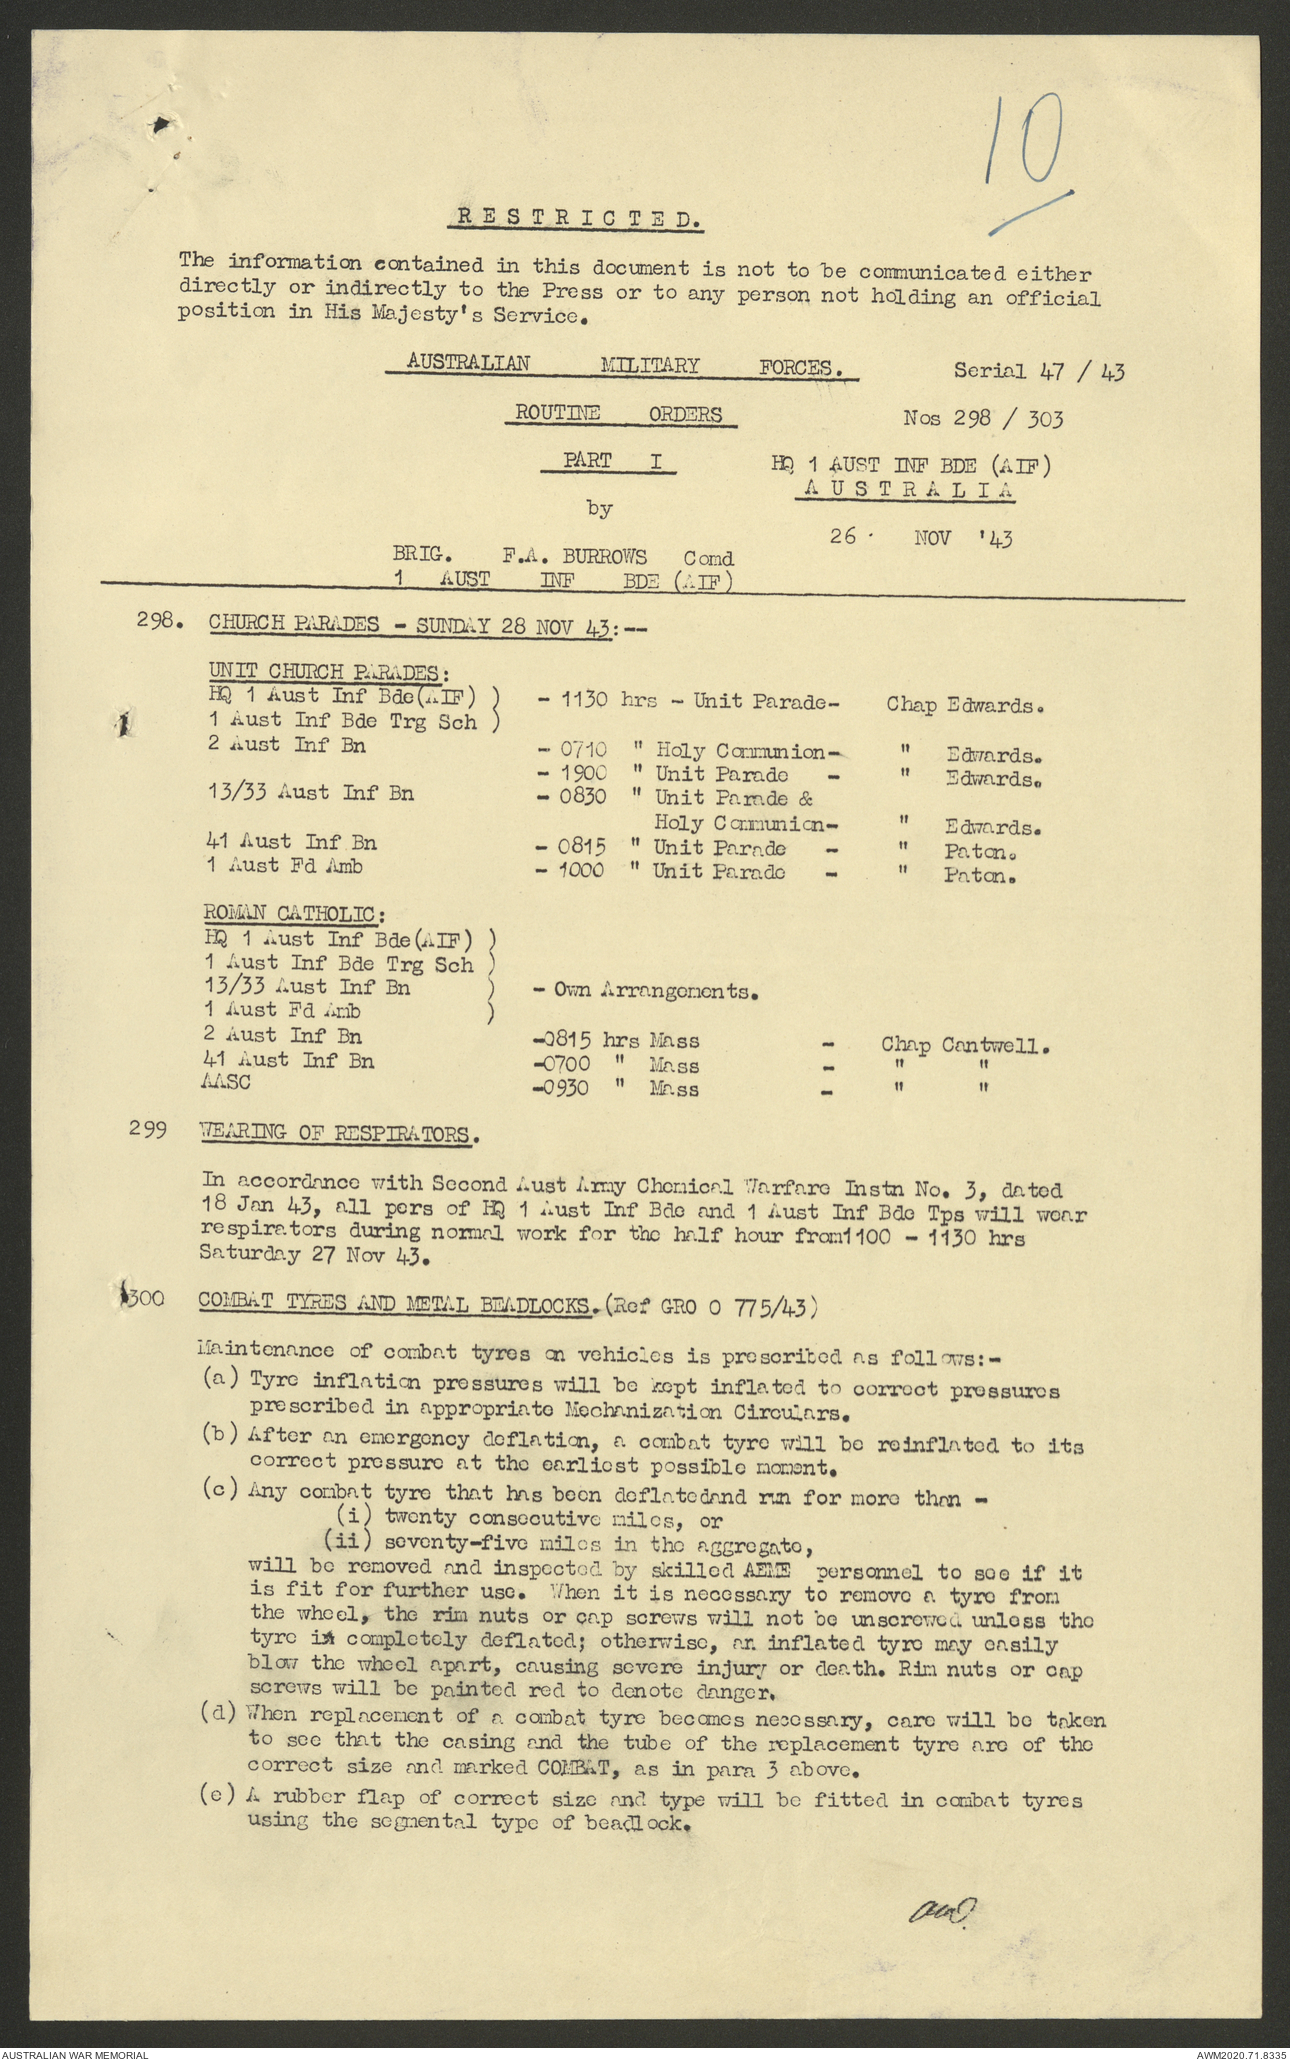 10
RESTRICTED.
The information contained in this document is not to be communicated either
directly or indirectly to the Press or to any person not holding an official
position in His Majesty's Service.
AUSTRALIAN MILITARY FORCES. Serial 47 / 43
ROUTINE ORDERS Nos 298 / 303
PART I HQ 1 AUST INF BDE (AIF)
AUSTRALIA
by
26 · NOV '43
BRIG. F.A. BURROWS Comd
1 AUST INF BDE (AIF)
298. CHURCH PARADES - SUNDAY 28 NOV 43:--
UNIT CHURCH PARADES:
HQ 1 Aust Inf Bde(AIF) ) - 1130 hrs - Unit Parade- Chap Edwards.
1 Aust Inf Bde Trg Sch )
2 Aust Inf Bn - 0710 " Holy Communion- " Edwards.
- 1900 " Unit Parade - " Edwards.
13/33 Aust Inf Bn - 0830 " Unit Parade &
Holy Communion- " Edwards.
41 Aust Inf Bn - 0815 " Unit Parade - " Paton.
1 Aust Fd Amb - 1000 " Unit Parade - " Paton.
ROMAN CATHOLIC:
HQ 1 Aust Inf Bde(AIF) )
1 Aust Inf Bde Trg Sch )
13/33 Aust Inf Bn ) - Own Arrangements.
1 Aust Fd Amb )
2 Aust Inf Bn -0815 hrs Mass - Chap Cantwell.
41 Aust Inf Bn -0700 " Mass - " "
AASC -0930 " Mass - " "
299 WEARING OF RESPIRATORS.
In accordance with Second Aust Army Chemical Warfare Instn No. 3, dated
18 Jan 43, all pers of HQ 1 Aust Inf Bde and 1 Aust Inf Bde Tps will wear
respirators during normal work for the half hour from1100 - 1130 hrs
Saturday 27 Nov 43.
300 COMBAT TYRES AND METAL BEADLOCKS.(Ref GRO O 775/43)
Maintenance of combat tyres on vehicles is prescribed as follows:-
(a) Tyre inflation pressures will be kept inflated to correct pressures
prescribed in appropriate Mechanization Circulars.
(b) After an emergency deflation, a combat tyre will be reinflated to its
correct pressure at the earliest possible moment.
(c) Any combat tyre that has been deflatedand run for more than -
(i) twenty consecutive miles, or
(ii) seventy-five miles in the aggregate,
will be removed and inspected by skilled AEME personnel to see if it
is fit for further use. When it is necessary to remove a tyre from
the wheel, the rim nuts or cap screws will not be unscrewed unless the
tyre is completely deflated; otherwise, an inflated tyre may easily
blow the wheel apart, causing severe injury or death. Rim nuts or cap
screws will be painted red to denote danger.
(d) When replacement of a combat tyre becomes necessary, care will be taken
to see that the casing and the tube of the replacement tyre are of the
correct size and marked COMBAT, as in para 3 above.
(e) A rubber flap of correct size and type will be fitted in combat tyres
using the segmental type of beadlock.
AUSTRALIAN WAR MEMORIAL AWM2020.71.8335